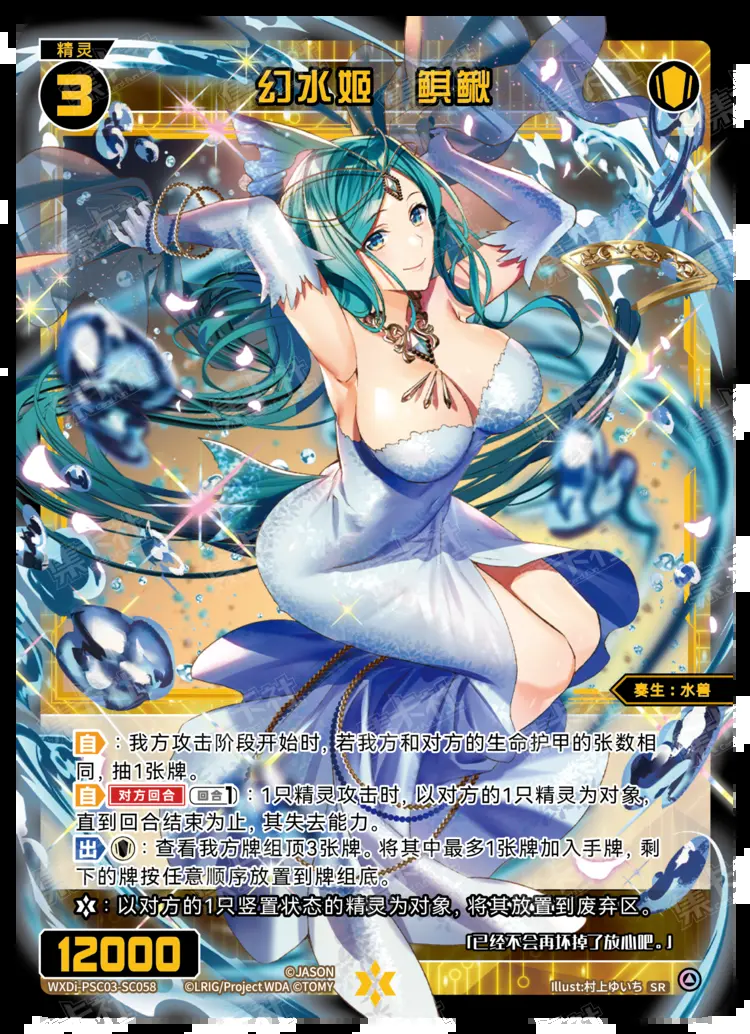 精灵
3
幻水姬 鲯鳅
奏生：水兽
自：我方攻击阶段开始时，若我方和对方的生命护甲的张数相
同，抽1张牌。
自 对方回合 回合1：1只精灵攻击时，以对方的1只精灵为对象，
直到回合结束为止，其失去能力。
出：查看我方牌组顶3张牌。将其中最多1张牌加入手牌，剩
下的牌按任意顺序放置到牌组底。
：以对方的1只竖置状态的精灵为对象，将其放置到废弃区。
「已经不会再坏掉了放心吧。」
12000
©JASON
WXDi-PSC03-SC058 ©LRIG/Project WDA ©TOMY Illust:村上ゆいち SR